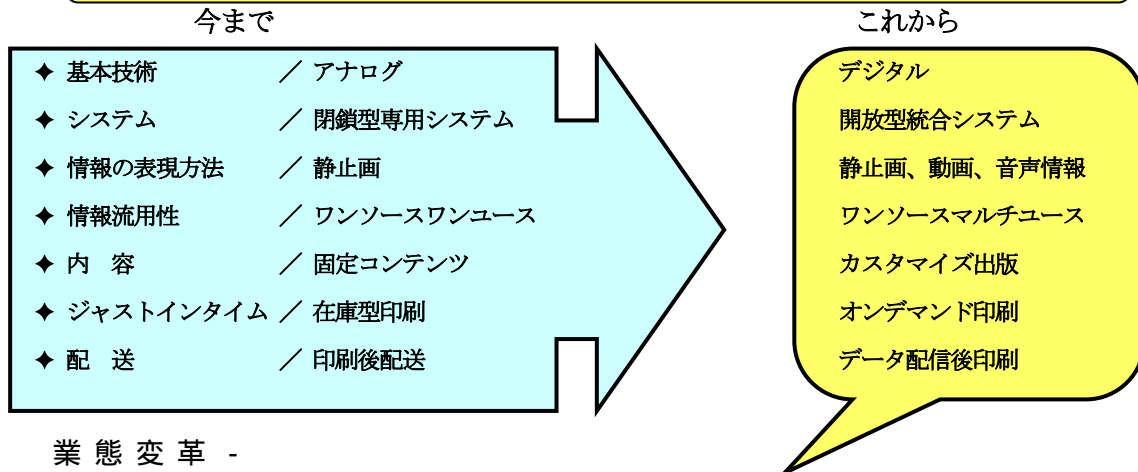 今まで これから
✦ 基本技術 ／ アナログ デジタル
✦ システム ／ 閉鎖型専用システム 開放型統合システム
✦ 情報の表現方法 ／ 静止画 静止画、動画、音声情報
✦ 情報流用性 ／ ワンソースワンユース ワンソースマルチユース
✦ 内 容 ／ 固定コンテンツ カスタマイズ出版
✦ ジャストインタイム ／ 在庫型印刷 オンデマンド印刷
✦ 配 送 ／ 印刷後配送 データ配信後印刷
業 態 変 革 -